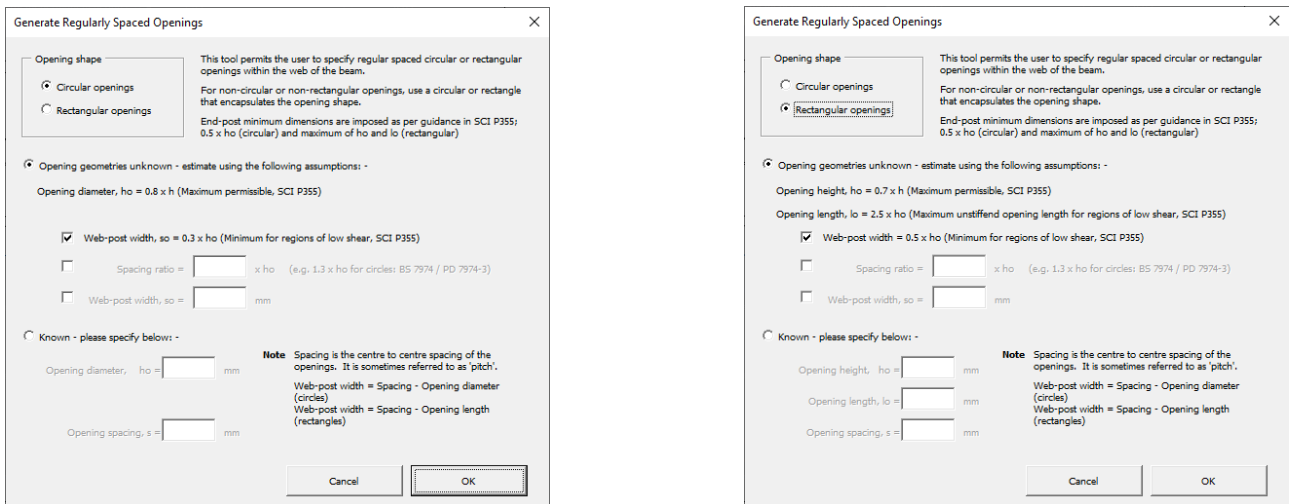 Generate Regularly Spaced Openings
Opening shape
Circular openings
Rectangular openings
This tool permits the user to specify regular spaced circular or rectangular
openings within the web of the beam.
For non-circular or non-rectangular openings, use a circular or rectangle
that encapsulates the opening shape.
End-post minimum dimensions are imposed as per guidance in SCI P355;
0.5 x ho (circular) and maximum of ho and lo (rectangular)
Opening geometries unknown - estimate using the following assumptions: -
Opening diameter, ho = 0.8 x h (Maximum permissible, SCI P355)
Web-post width, so = 0.3 x ho (Minimum for regions of low shear, SCI P355)
Spacing ratio = x ho (e.g. 1.3 x ho for circles: BS 7974 / PD 7974-3)
Web-post width, so = mm
Known - please specify below: -
Opening diameter, ho = mm
Opening spacing, s = mm
Note Spacing is the centre to centre spacing of the
openings. It is sometimes referred to as 'pitch'.
Web-post width = Spacing - Opening diameter
(circles)
Web-post width = Spacing - Opening length
(rectangles)
Cancel
OK
Generate Regularly Spaced Openings
Opening shape
Circular openings
Rectangular openings
This tool permits the user to specify regular spaced circular or rectangular
openings within the web of the beam.
For non-circular or non-rectangular openings, use a circular or rectangle
that encapsulates the opening shape.
End-post minimum dimensions are imposed as per guidance in SCI P355;
0.5 x ho (circular) and maximum of ho and lo (rectangular)
Opening geometries unknown - estimate using the following assumptions: -
Opening height, ho = 0.7 x h (Maximum permissible, SCI P355)
Opening length, lo = 2.5 x ho (Maximum unstiffend opening length for regions of low shear, SCI P355)
Web-post width = 0.5 x ho (Minimum for regions of low shear, SCI P355)
Spacing ratio = x ho (e.g. 1.3 x ho for circles: BS 7974 / PD 7974-3)
Web-post width, so = mm
Known - please specify below: -
Opening height, ho = mm
Opening length, lo = mm
Opening spacing, s = mm
Note Spacing is the centre to centre spacing of the
openings. It is sometimes referred to as 'pitch'.
Web-post width = Spacing - Opening diameter
(circles)
Web-post width = Spacing - Opening length
(rectangles)
Cancel
OK